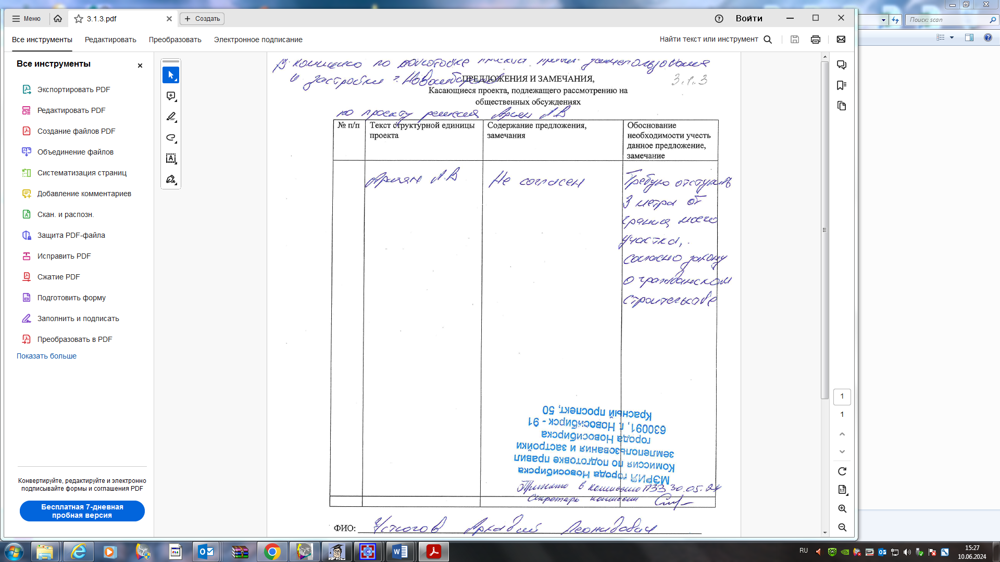 Меню
3.1.3.pdf
Создать
Войти
Поиск: scan
Все инструменты
Редактировать
Преобразовать
Электронное подписание
Найти текст или инструмент
Все инструменты
Экспортировать PDF
Редактировать PDF
Создание файлов PDF
Объединение файлов
Систематизация страниц
Добавление комментариев
Скан. и распозн.
Защита PDF-файла
Исправить PDF
Сжатие PDF
Подготовить форму
Заполнить и подписать
Преобразовать в PDF
Показать больше
Конвертируйте, редактируйте и электронно
подписывайте формы и соглашения PDF
Бесплатная 7-дневная
пробная версия
В комиссию по подготовке правил землепользования
и застройки г. Новосибирска
3.1.3
ПРЕДЛОЖЕНИЯ И ЗАМЕЧАНИЯ,
Касающиеся проекта, подлежащего рассмотрению на
общественных обсуждениях
по проекту решения А.В
№ п/п
Текст структурной единицы
проекта
Содержание предложения,
замечания
Обоснование
необходимости учесть
данное предложение,
замечание
А.В
Не согласен
Требую отступить
3 метра от
границ моего
участка,
согласно закону
о гражданском
строительстве
МЭРИЯ города Новосибирска
Комиссия по подготовке правил
землепользования и застройки
города Новосибирска
630091, г. Новосибирск - 91
Красный проспект, 50
Принято в комиссию ПЗЗ 30.05.24
Секретарь комиссии
ФИО: Устюгов Аркадий Леонидович
1
1
RU
15:27
10.06.2024